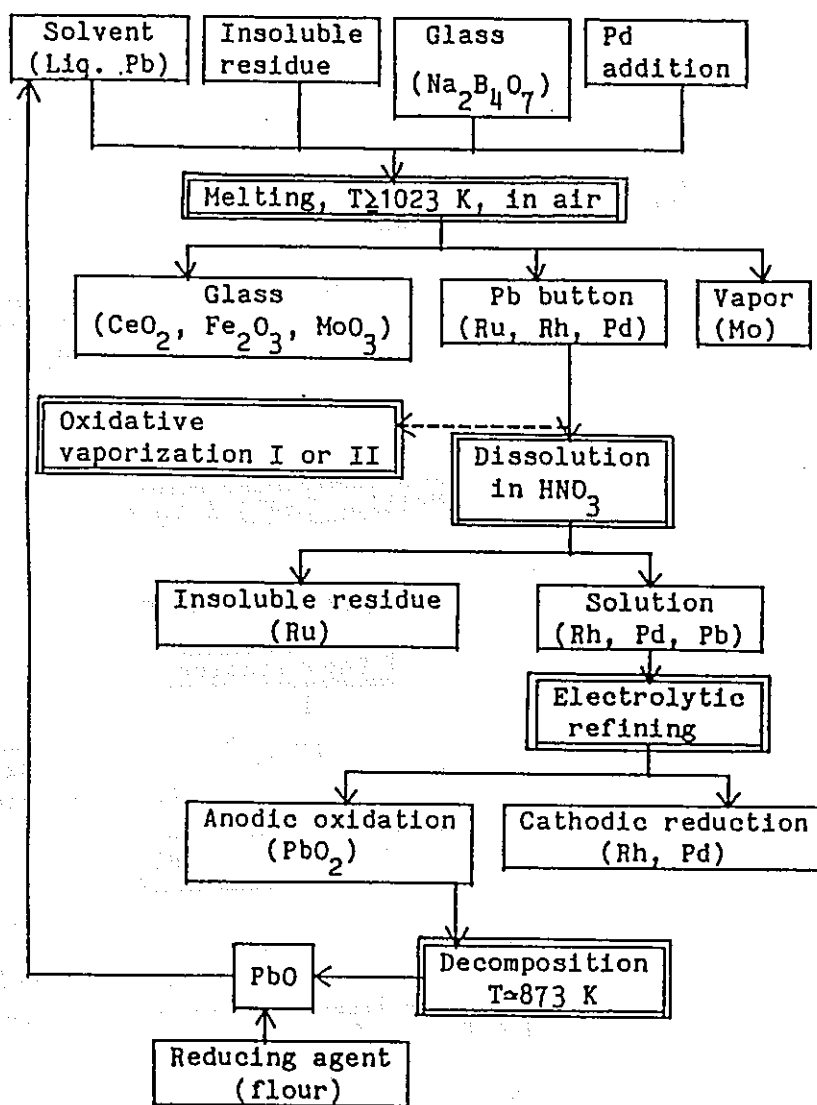 Solvent
(Liq. Pb)
Insoluble
residue
Glass
(Na2B4O7)
Pd
addition
Melting, T≥1023 K, in air
Glass
(CeO2, Fe2O3, MoO3)
Pb button
(Ru, Rh, Pd)
Vapor
(Mo)
Oxidative
vaporization I or II
Dissolution
in HNO3
Insoluble residue
(Ru)
Solution
(Rh, Pd, Pb)
Electrolytic
refining
Anodic oxidation
(PbO2)
Cathodic reduction
(Rh, Pd)
Decomposition
T≃873 K
PbO
Reducing agent
(flour)